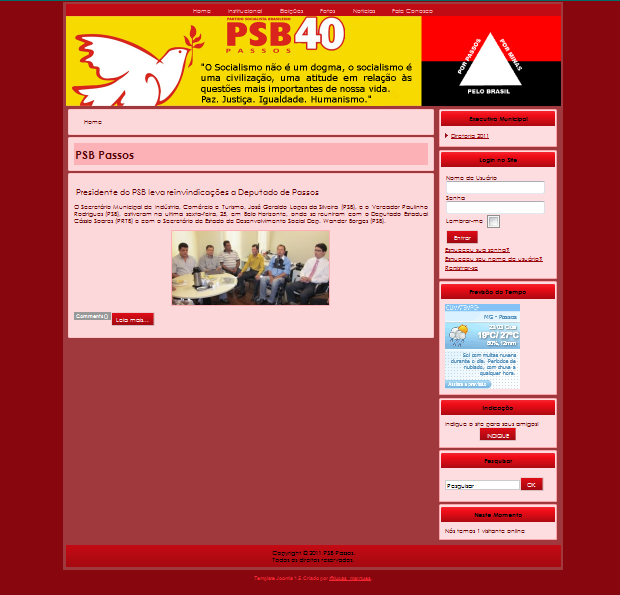 Home Institucional Eleições Fotos Notícias Fale Conosco
PARTIDO SOCIALISTA BRASILEIRO
PSB 40
PASSOS
"O Socialismo não é um dogma, o socialismo é
uma civilização, uma atitude em relação às
questões mais importantes de nossa vida.
Paz. Justiça. Igualdade. Humanismo."
POR PASSOS
POR MINAS
PELO BRASIL
Home
PSB Passos
Presidente do PSB leva reinvindicações a Deputado de Passos
O Secretário Municipal de Indústria, Comércio e Turismo, José Geraldo Lopes da Silveira (PSB), e o Vereador Paulinho
Rodrigues (PSB), estiveram na última sexta-feira, 25, em Belo Horizonte, onde se reuniram com o Deputado Estadual
Cássio Soares (PRTB) e com o Secretário de Estado de Desenvolvimento Social Dep. Wander Borges (PSB).
Comments
Leia mais...
Executiva Municipal
Diretoria 2011
Login no Site
Nome de Usuário
Senha
Lembrar-me
Entrar
Esqueceu sua senha?
Esqueceu seu nome de usuário?
Registrar-se
Previsão do Tempo
CLIMATEMPO
MG - Passos
19°C/ 27°C
80%, 12mm
Sol com muitas nuvens
durante o dia. Períodos de
nublado, com chuva a
qualquer hora.
Assista a previsão
Indicação
Indique o site para seus amigos!
INDIQUE
Pesquisar
Pesquisar
OK
Neste Momento
Nós temos 1 visitante online
Copyright © 2011 PSB Passos.
Todos os direitos reservados.
Template Joomla 1.6 Criado por